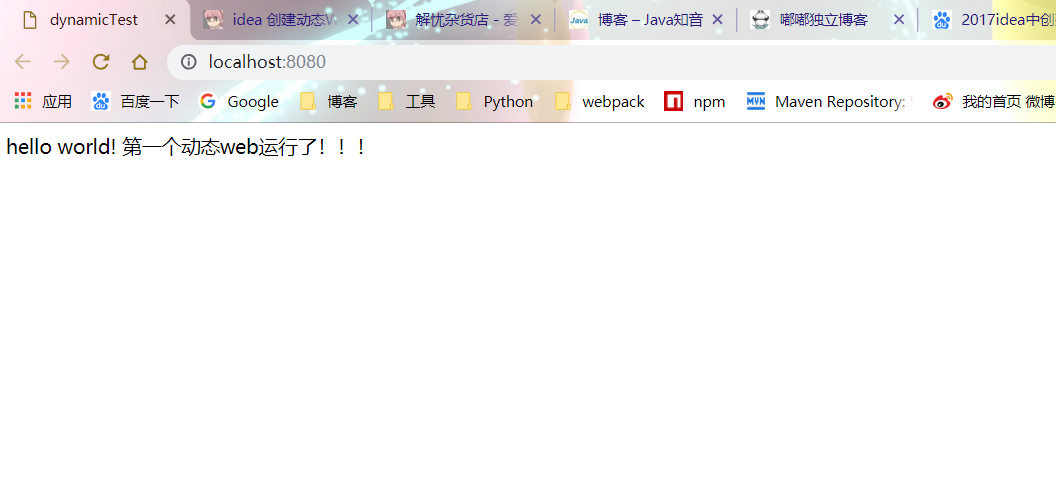 dynamicTest idea 创建动态W 解忧杂货店 - 爱 Java 博客 – Java知音 嘟嘟独立博客 2017idea中创
localhost:8080
应用 百度一下 Google 博客 工具 Python webpack npm MVN Maven Repository: 我的首页 微博
hello world! 第一个动态web运行了！！！